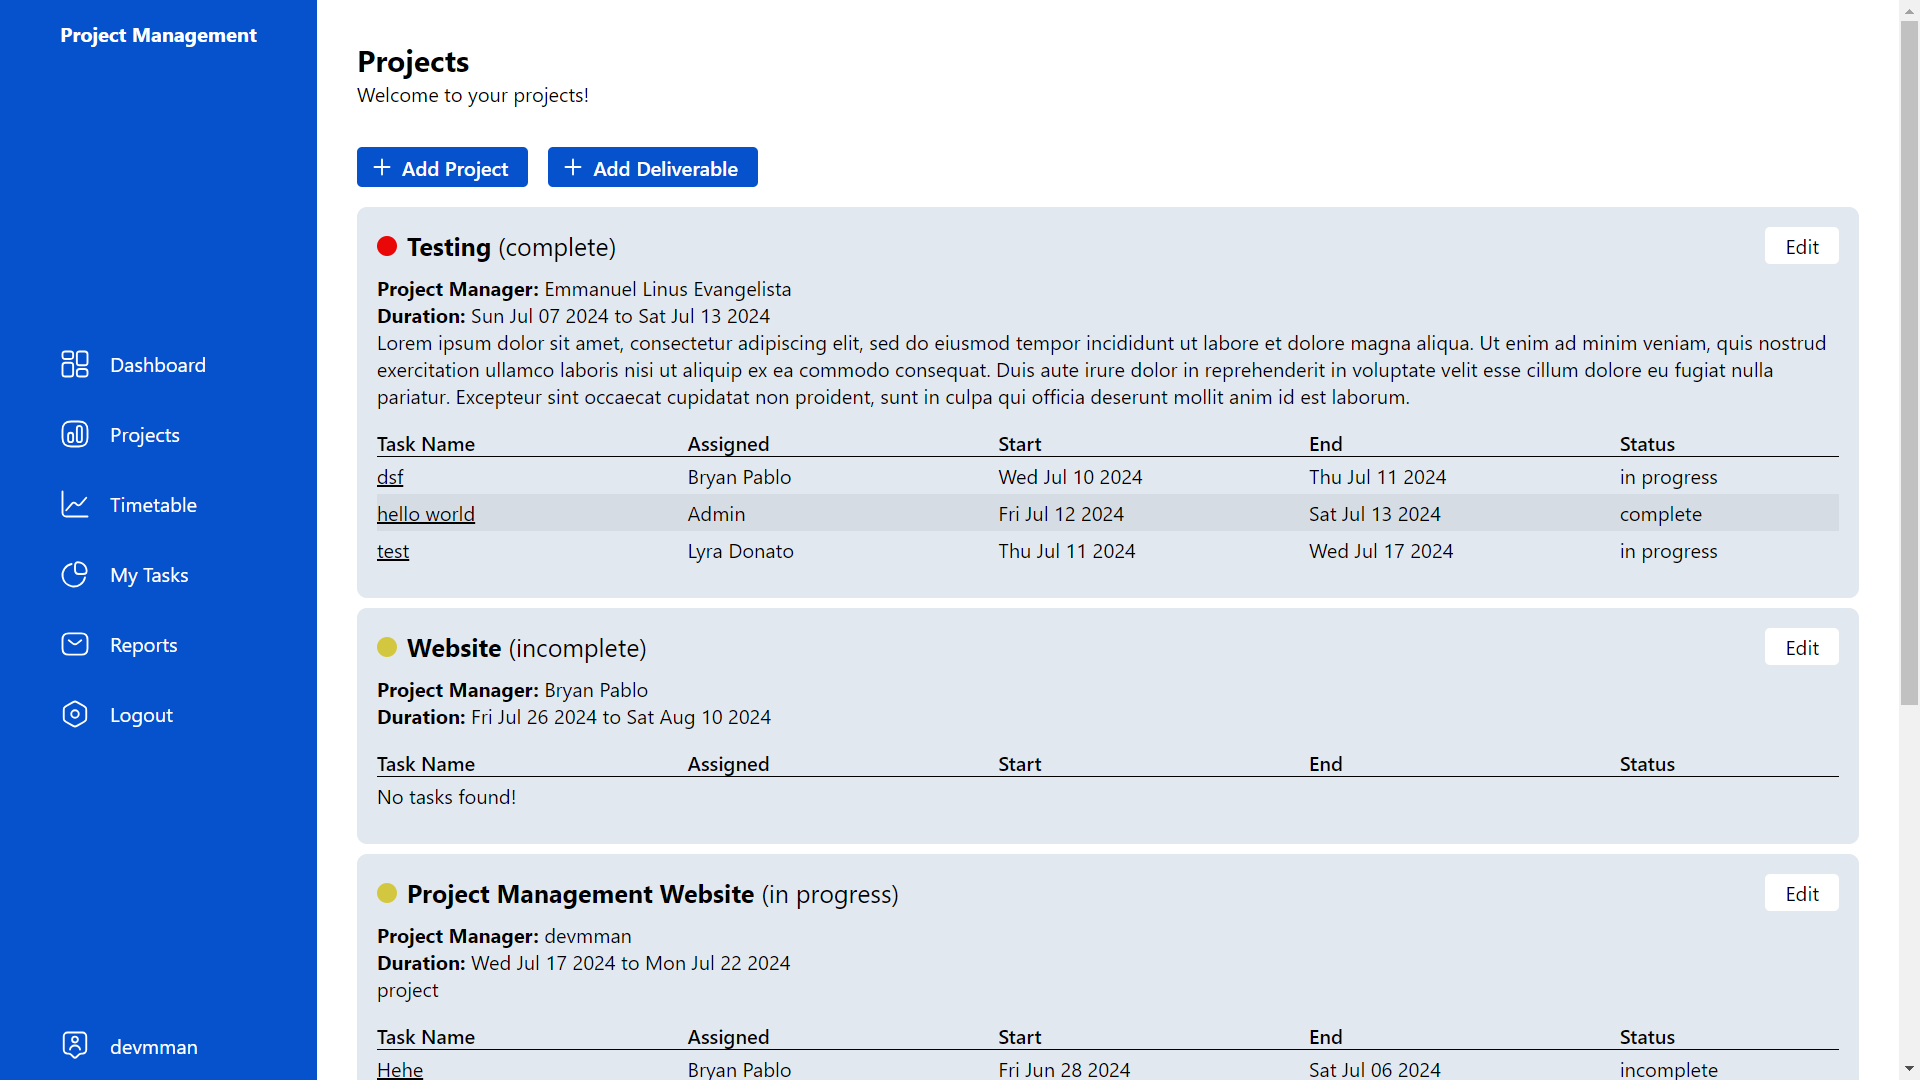 Project Management
Dashboard
Projects
Timetable
My Tasks
Reports
Logout
devmman
Projects
Welcome to your projects!
Add Project Add Deliverable
Testing (complete) Edit
Project Manager: Emmanuel Linus Evangelista
Duration: Sun Jul 07 2024 to Sat Jul 13 2024
Lorem ipsum dolor sit amet, consectetur adipiscing elit, sed do eiusmod tempor incididunt ut labore et dolore magna aliqua. Ut enim ad minim veniam, quis nostrud
exercitation ullamco laboris nisi ut aliquip ex ea commodo consequat. Duis aute irure dolor in reprehenderit in voluptate velit esse cillum dolore eu fugiat nulla
pariatur. Excepteur sint occaecat cupidatat non proident, sunt in culpa qui officia deserunt mollit anim id est laborum.
Task Name Assigned Start End Status
dsf Bryan Pablo Wed Jul 10 2024 Thu Jul 11 2024 in progress
hello world Admin Fri Jul 12 2024 Sat Jul 13 2024 complete
test Lyra Donato Thu Jul 11 2024 Wed Jul 17 2024 in progress
Website (incomplete) Edit
Project Manager: Bryan Pablo
Duration: Fri Jul 26 2024 to Sat Aug 10 2024
Task Name Assigned Start End Status
No tasks found!
Project Management Website (in progress) Edit
Project Manager: devmman
Duration: Wed Jul 17 2024 to Mon Jul 22 2024
project
Task Name Assigned Start End Status
Hehe Bryan Pablo Fri Jun 28 2024 Sat Jul 06 2024 incomplete